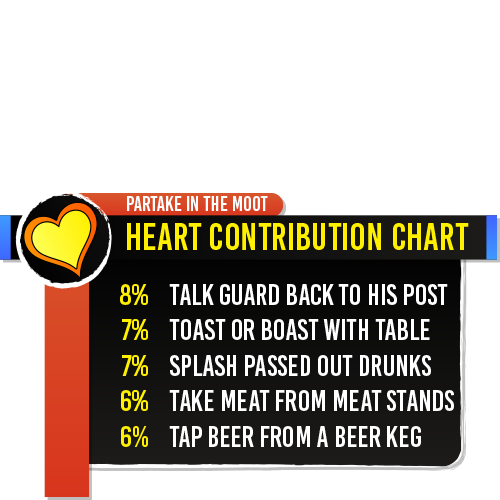 PARTAKE IN THE MOOT
HEART CONTRIBUTION CHART
8% TALK GUARD BACK TO HIS POST
7% TOAST OR BOAST WITH TABLE
7% SPLASH PASSED OUT DRUNKS
6% TAKE MEAT FROM MEAT STANDS
6% TAP BEER FROM A BEER KEG